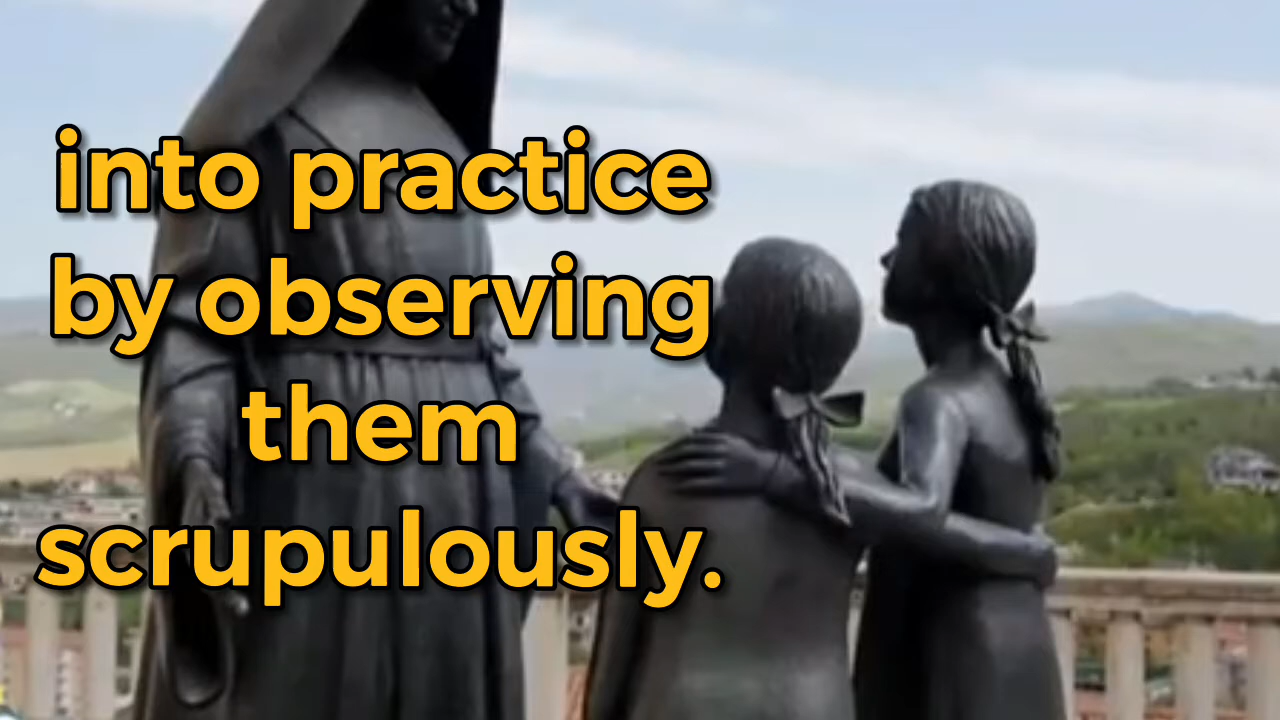 into practice
by observing
them
scrupulously.